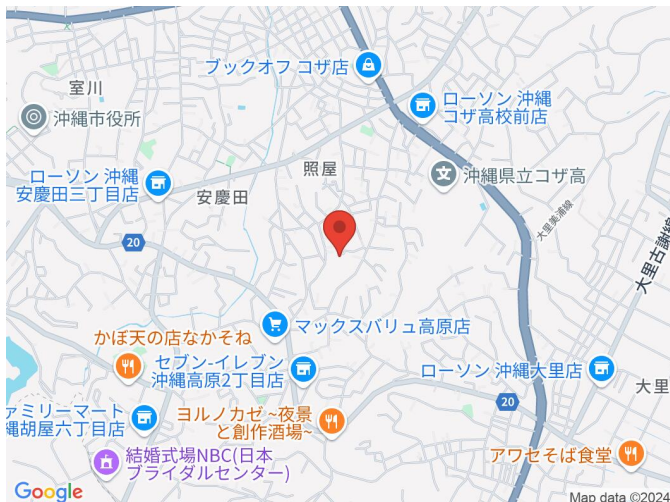 ブックオフ コザ店
室川
ローソン 沖縄
コザ高校前店
沖縄市役所
照屋
沖縄県立コザ高
ローソン 沖縄
安慶田三丁目店
安慶田
大里美浦線
大里古謝線
20
マックスバリュ高原店
かぼ天の店なかそね
セブン-イレブン
沖縄高原2丁目店
ローソン 沖縄大里店
大里
20
ァミリーマート
縄胡屋六丁目店
ヨルノカゼ ~夜景
と創作酒場~
アワセそば食堂
結婚式場NBC(日本
ブライダルセンター)
Google
Map data ©2024